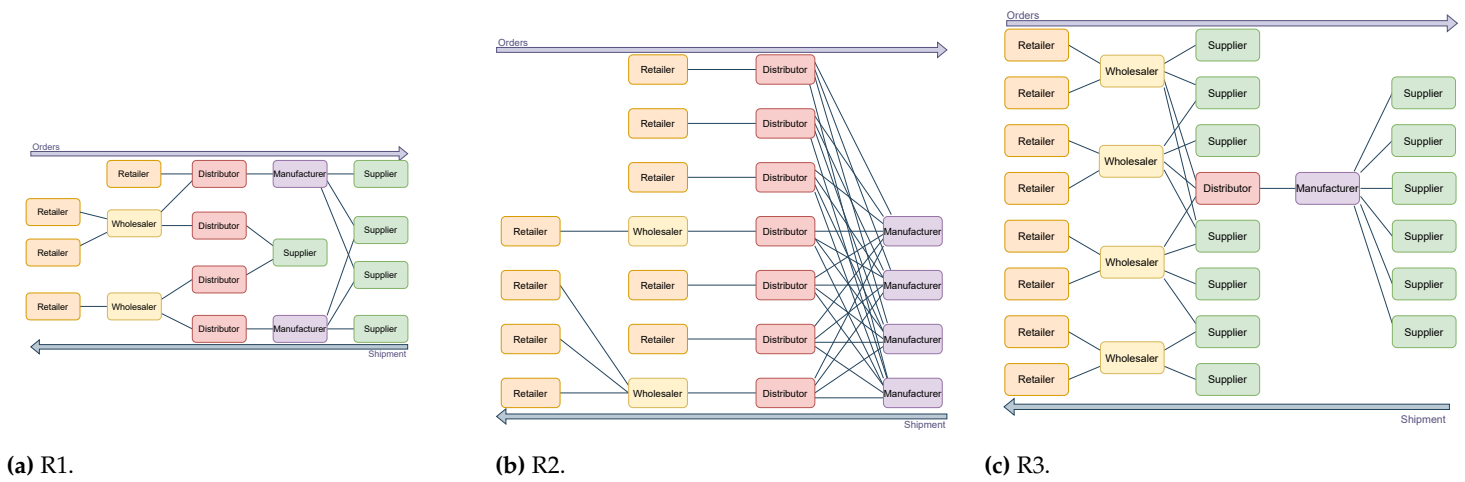 Orders
Retailer Distributor Manufacturer Supplier
Retailer Supplier
Wholesaler Distributor
Retailer Supplier
Supplier
Distributor
Retailer Wholesaler
Distributor Manufacturer Supplier
Shipment
(a) R1.
Orders
Retailer Distributor
Retailer Distributor
Retailer Distributor
Retailer Wholesaler Distributor Manufacturer
Retailer Retailer Distributor Manufacturer
Retailer Retailer Distributor Manufacturer
Retailer Wholesaler Distributor Manufacturer
Shipment
(b) R2.
Orders
Retailer Supplier
Wholesaler
Retailer Supplier Supplier
Retailer Supplier Supplier
Wholesaler
Retailer Distributor Manufacturer Supplier
Retailer Supplier Supplier
Wholesaler
Retailer Supplier Supplier
Retailer Supplier Supplier
Wholesaler
Retailer Supplier
Shipment
(c) R3.